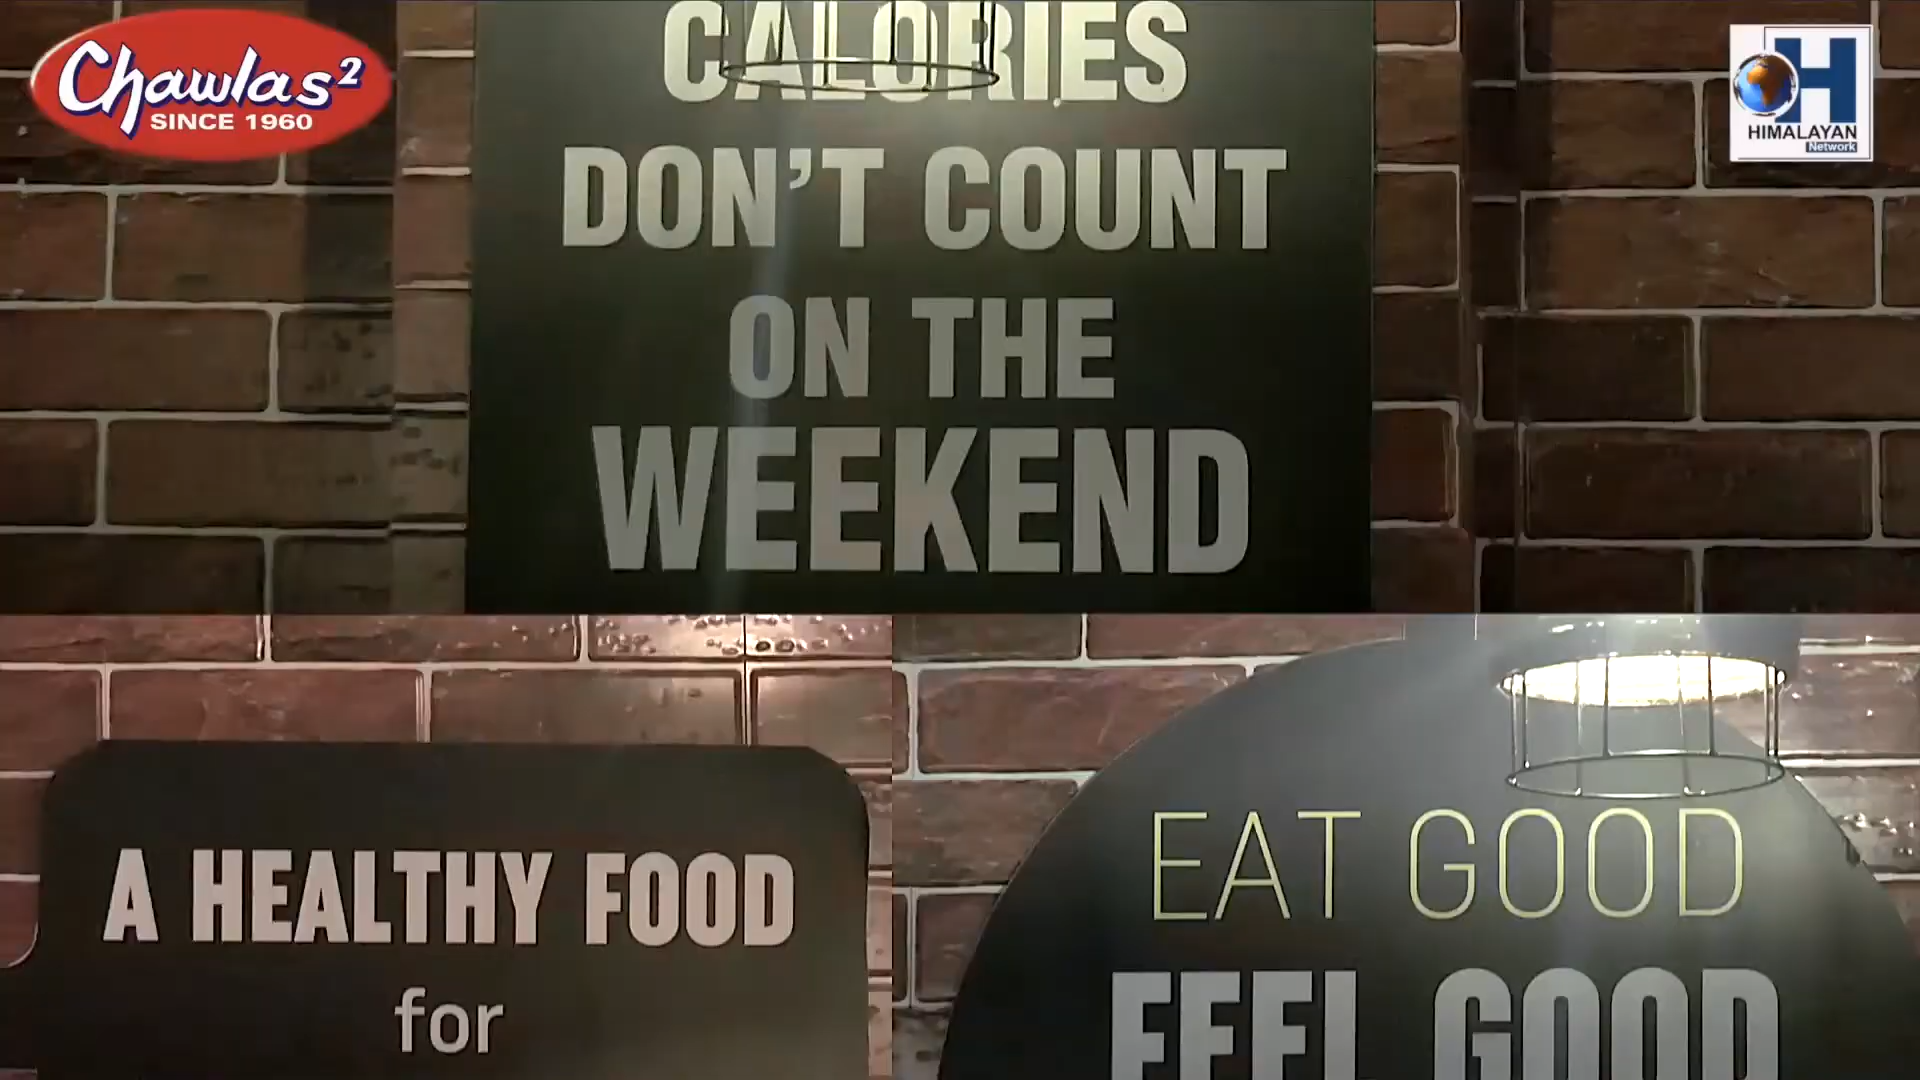 Chawlas²
SINCE 1960
HIMALAYAN
Network
CALORIES
DON'T COUNT
ON THE
WEEKEND
A HEALTHY FOOD
for
EAT GOOD
FEEL GOOD